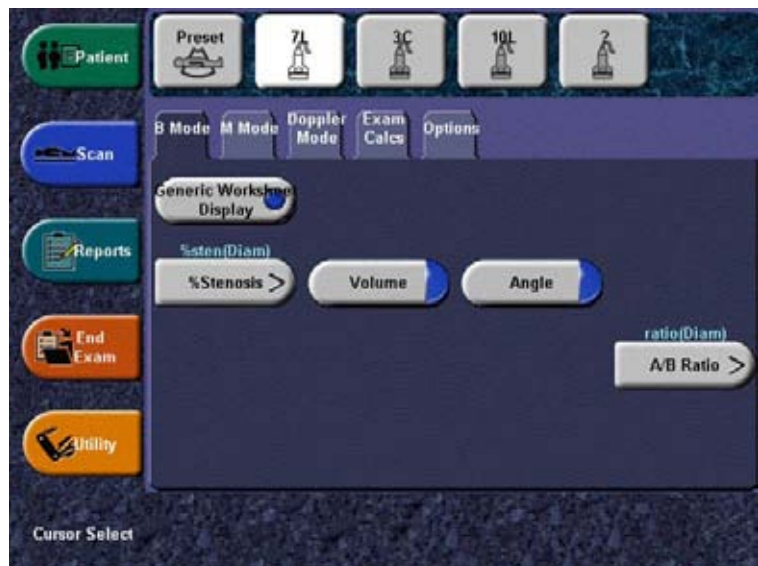 Patient
Preset
7L
3C
10L
2
Scan
B Mode
M Mode
Doppler
Mode
Exam
Calcs
Options
Generic Worksheet
Display
Reports
%sten(Diam)
%Stenosis >
Volume
Angle
End
Exam
ratio(Diam)
A/B Ratio >
Utility
Cursor Select